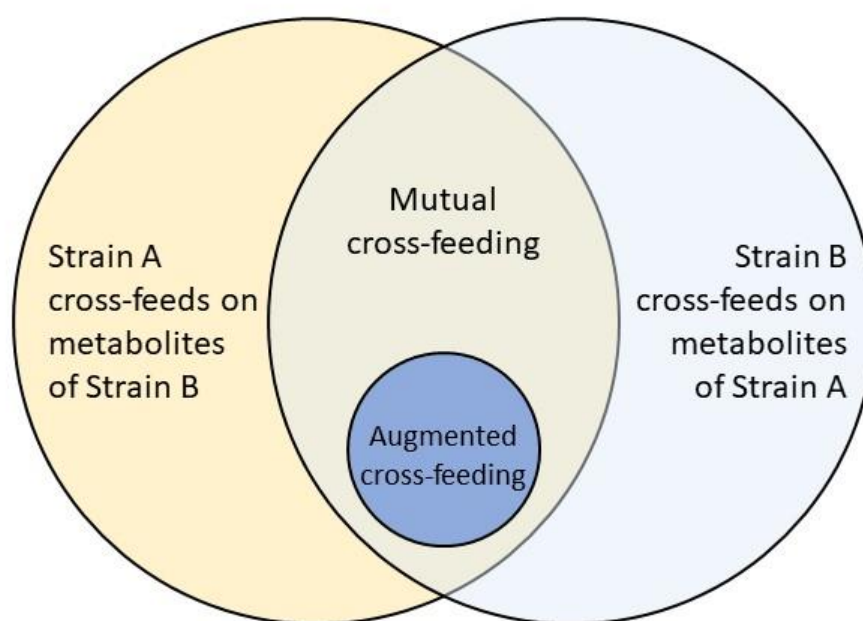 Mutual
cross-feeding
Strain A
cross-feeds on
metabolites
of Strain B
Strain B
cross-feeds on
metabolites
of Strain A
Augmented
cross-feeding